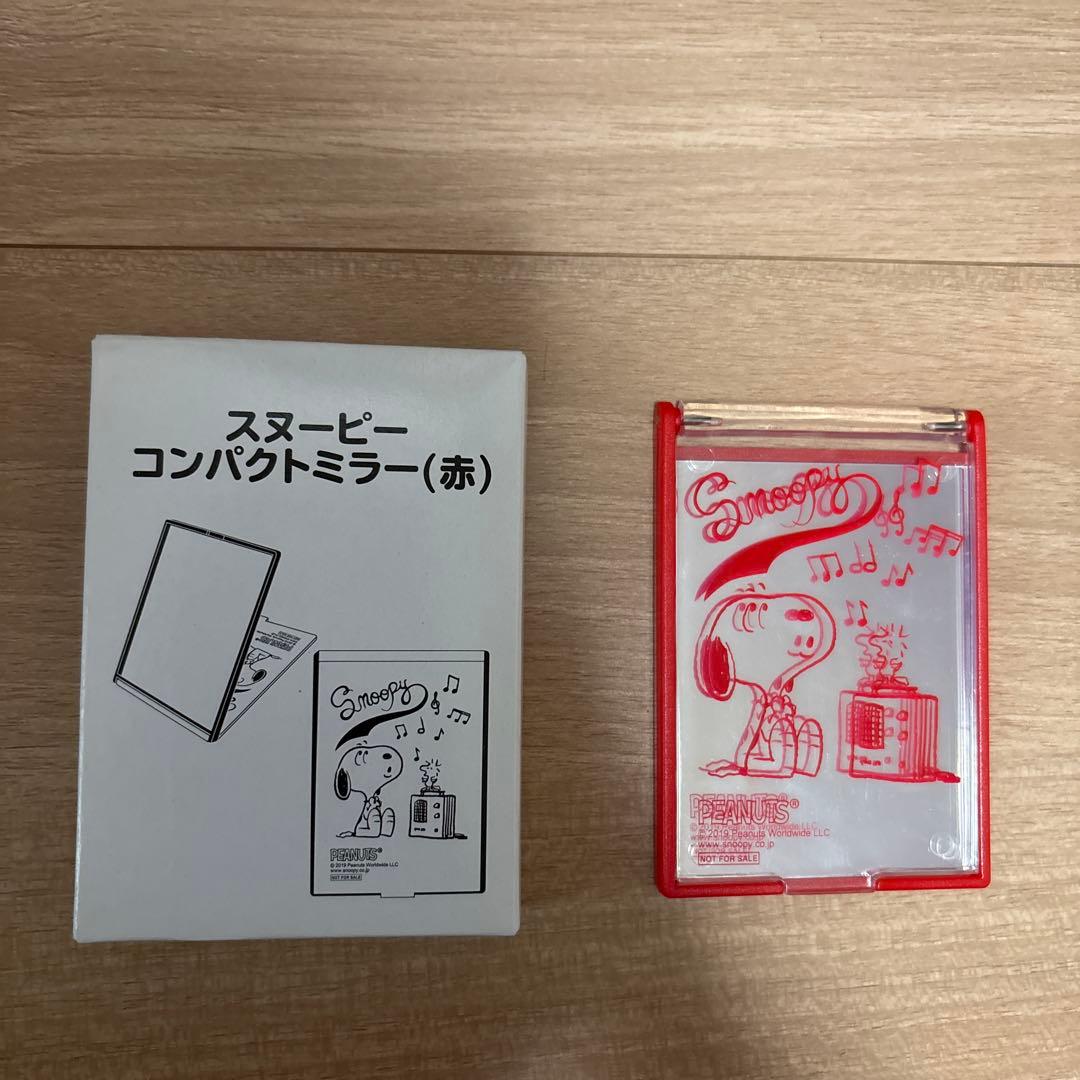 スヌーピー
コンパクトミラー(赤)
Snoopy
PEANUTS®
© 2019 Peanuts Worldwide LLC
www.snoopy.co.jp
NOT FOR SALE
Snoopy
PEANUTS®
© 2019 Peanuts Worldwide LLC
www.snoopy.co.jp
NOT FOR SALE